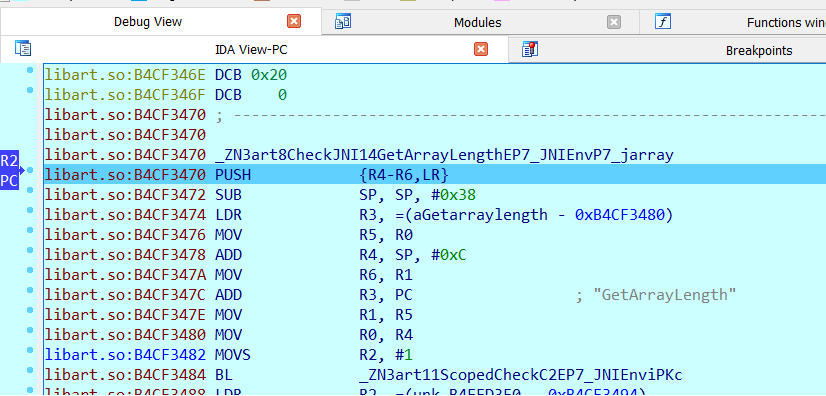 Debug View Modules Functions win
IDA View-PC Breakpoints
libart.so:B4CF346E DCB 0x20
libart.so:B4CF346F DCB    0
libart.so:B4CF3470 ; ---------------------------------------------------------------
libart.so:B4CF3470
R2 libart.so:B4CF3470 _ZN3art8CheckJNI14GetArrayLengthEP7_JNIEnvP7_jarray
PC libart.so:B4CF3470 PUSH {R4-R6,LR}
libart.so:B4CF3472 SUB SP, SP, #0x38
libart.so:B4CF3474 LDR R3, =(aGetarraylength - 0xB4CF3480)
libart.so:B4CF3476 MOV R5, R0
libart.so:B4CF3478 ADD R4, SP, #0xC
libart.so:B4CF347A MOV R6, R1
libart.so:B4CF347C ADD R3, PC ; "GetArrayLength"
libart.so:B4CF347E MOV R1, R5
libart.so:B4CF3480 MOV R0, R4
libart.so:B4CF3482 MOVS R2, #1
libart.so:B4CF3484 BL _ZN3art11ScopedCheckC2EP7_JNIEnviPKc